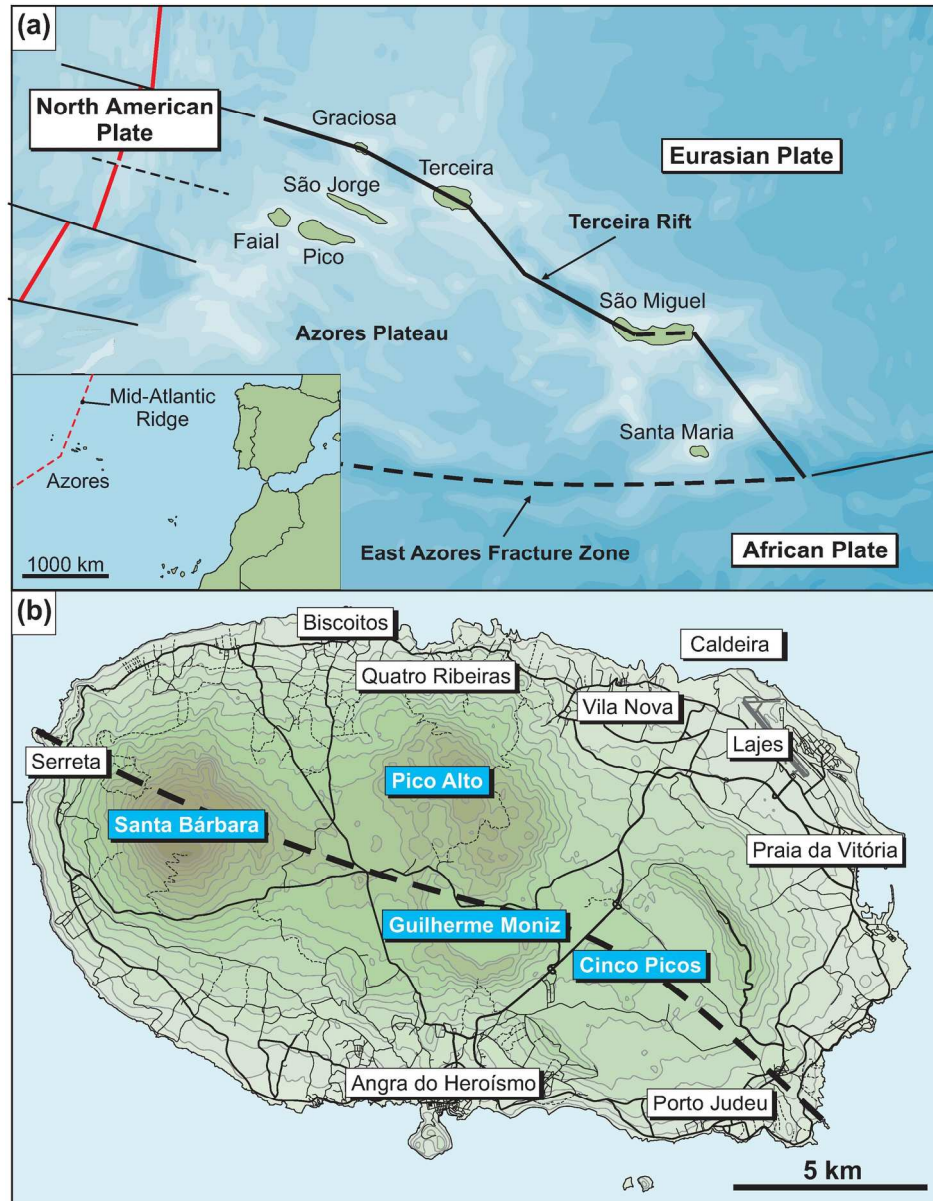 (a)
North American
Plate
Graciosa
Terceira
Eurasian Plate
São Jorge
Faial
Pico
Terceira Rift
São Miguel
Azores Plateau
Mid-Atlantic
Ridge
Azores
Santa Maria
1000 km
East Azores Fracture Zone
African Plate
(b)
Biscoitos
Caldeira
Quatro Ribeiras
Vila Nova
Lajes
Serreta
Pico Alto
Santa Bárbara
Praia da Vitória
Guilherme Moniz
Cinco Picos
Angra do Heroísmo
Porto Judeu
5 km